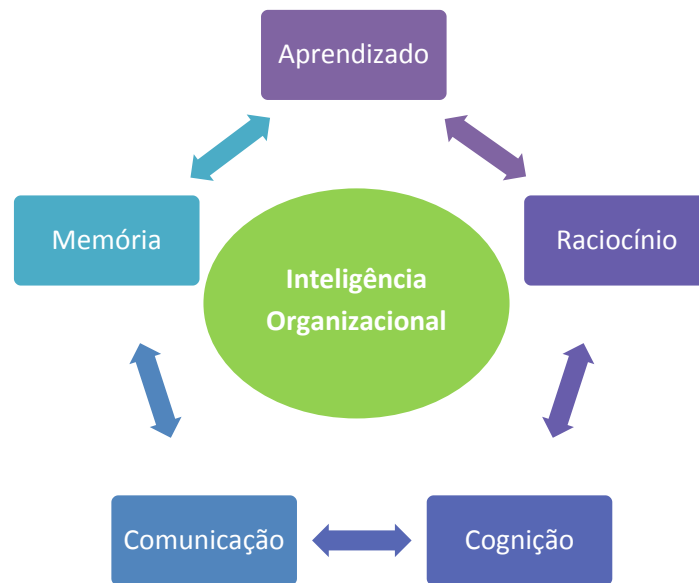 Aprendizado
Memória
Raciocínio
Inteligência
Organizacional
Comunicação
Cognição